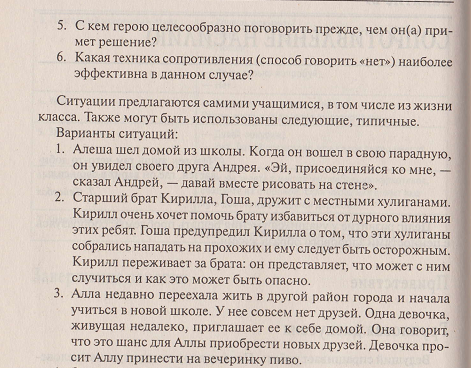 5. С кем герою целесообразно поговорить прежде, чем он(а) при-
мет решение?
6. Какая техника сопротивления (способ говорить «нет») наиболее
эффективна в данном случае?
Ситуации предлагаются самими учащимися, в том числе из жизни
класса. Также могут быть использованы следующие, типичные.
Варианты ситуаций:
1. Алеша шел домой из школы. Когда он вошел в свою парадную,
он увидел своего друга Андрея. «Эй, присоединяйся ко мне, —
сказал Андрей, — давай вместе рисовать на стене».
2. Старший брат Кирилла, Гоша, дружит с местными хулиганами.
Кирилл очень хочет помочь брату избавиться от дурного влияния
этих ребят. Гоша предупредил Кирилла о том, что эти хулиганы
собрались нападать на прохожих и ему следует быть осторожным.
Кирилл переживает за брата: он представляет, что может с ним
случиться и как это может быть опасно.
3. Алла недавно переехала жить в другой район города и начала
учиться в новой школе. У нее совсем нет друзей. Одна девочка,
живущая недалеко, приглашает ее к себе домой. Она говорит,
что это шанс для Аллы приобрести новых друзей. Девочка про-
сит Аллу принести на вечеринку пиво.